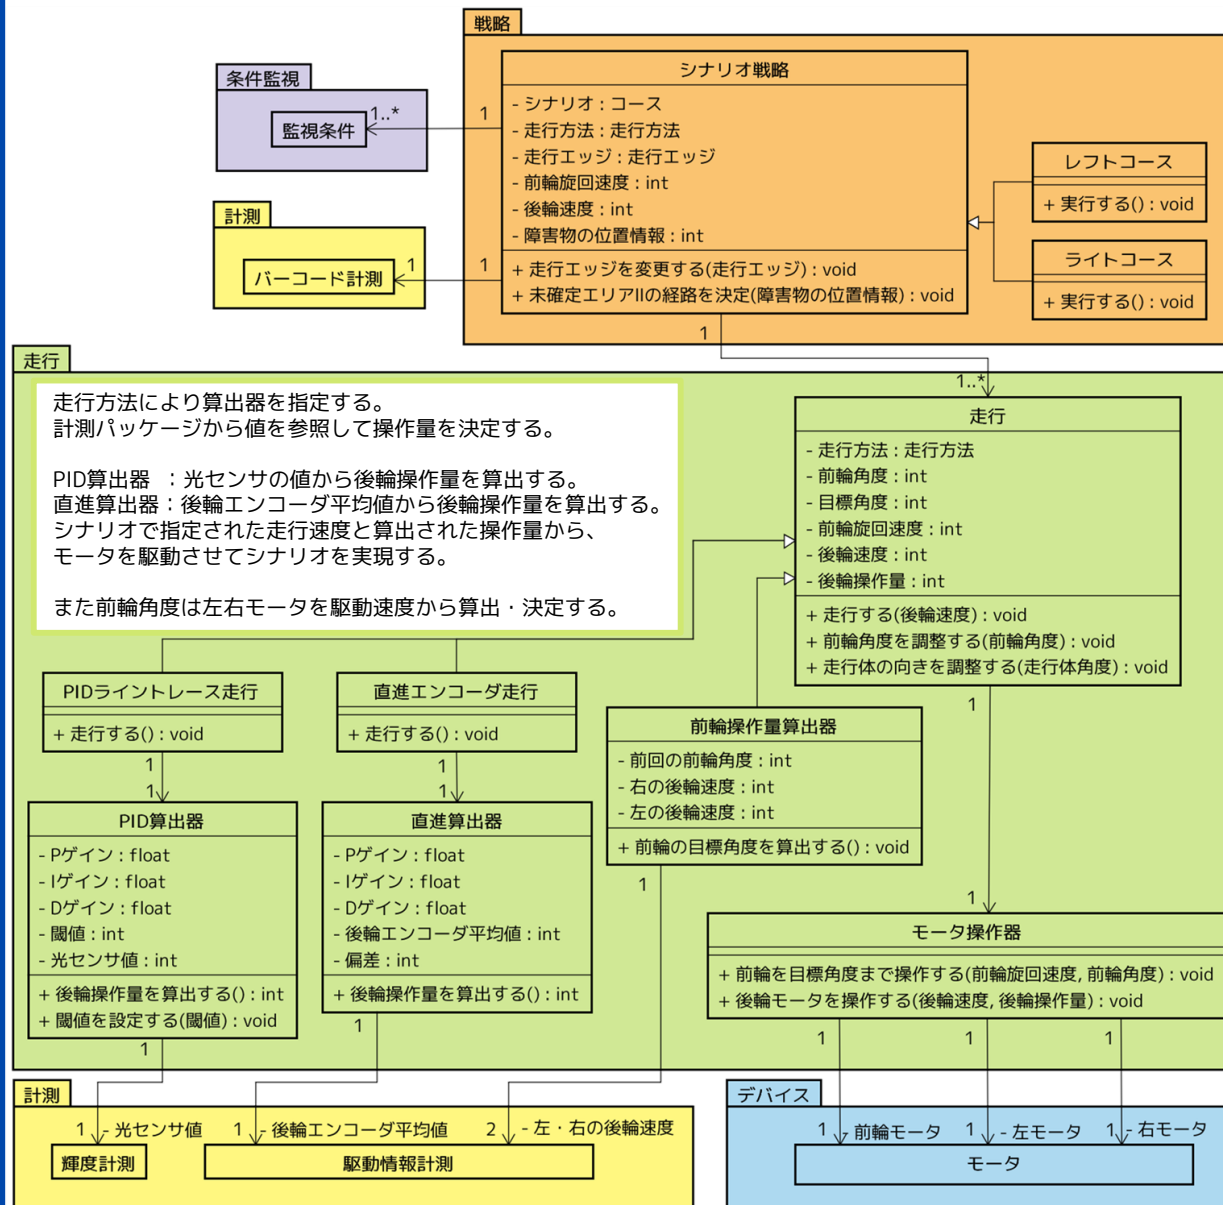 戦略
シナリオ戦略
- シナリオ : コース
- 走行方法 : 走行方法
- 走行エッジ : 走行エッジ
- 前輪旋回速度 : int
- 後輪速度 : int
- 障害物の位置情報 : int
+ 走行エッジを変更する(走行エッジ) : void
+ 未確定エリアIIの経路を決定(障害物の位置情報) : void
条件監視
監視条件
1..*
1
計測
バーコード計測
1
1
レフトコース
+ 実行する() : void
ライトコース
+ 実行する() : void
1
1..*
走行
走行方法により算出器を指定する。
計測パッケージから値を参照して操作量を決定する。
PID算出器 : 光センサの値から後輪操作量を算出する。
直進算出器 : 後輪エンコーダ平均値から後輪操作量を算出する。
シナリオで指定された走行速度と算出された操作量から、
モータを駆動させてシナリオを実現する。
また前輪角度は左右モータを駆動速度から算出・決定する。
走行
- 走行方法 : 走行方法
- 前輪角度 : int
- 目標角度 : int
- 前輪旋回速度 : int
- 後輪速度 : int
- 後輪操作量 : int
+ 走行する(後輪速度) : void
+ 前輪角度を調整する(前輪角度) : void
+ 走行体の向きを調整する(走行体角度) : void
1
1
PIDライントレース走行
+ 走行する() : void
1
1
直進エンコーダ走行
+ 走行する() : void
1
1
前輪操作量算出器
- 前回の前輪角度 : int
- 右の後輪速度 : int
- 左の後輪速度 : int
+ 前輪の目標角度を算出する() : void
1
PID算出器
- Pゲイン : float
- Iゲイン : float
- Dゲイン : float
- 閾値 : int
- 光センサ値 : int
+ 後輪操作量を算出する() : int
+ 閾値を設定する(閾値) : void
1
直進算出器
- Pゲイン : float
- Iゲイン : float
- Dゲイン : float
- 後輪エンコーダ平均値 : int
- 偏差 : int
+ 後輪操作量を算出する() : int
1
モータ操作器
+ 前輪を目標角度まで操作する(前輪旋回速度, 前輪角度) : void
+ 後輪モータを操作する(後輪速度, 後輪操作量) : void
1
1
1
計測
1 - 光センサ値
1 - 後輪エンコーダ平均値
2 - 左・右の後輪速度
輝度計測
駆動情報計測
デバイス
1 - 前輪モータ
1 - 左モータ
1 - 右モータ
モータ